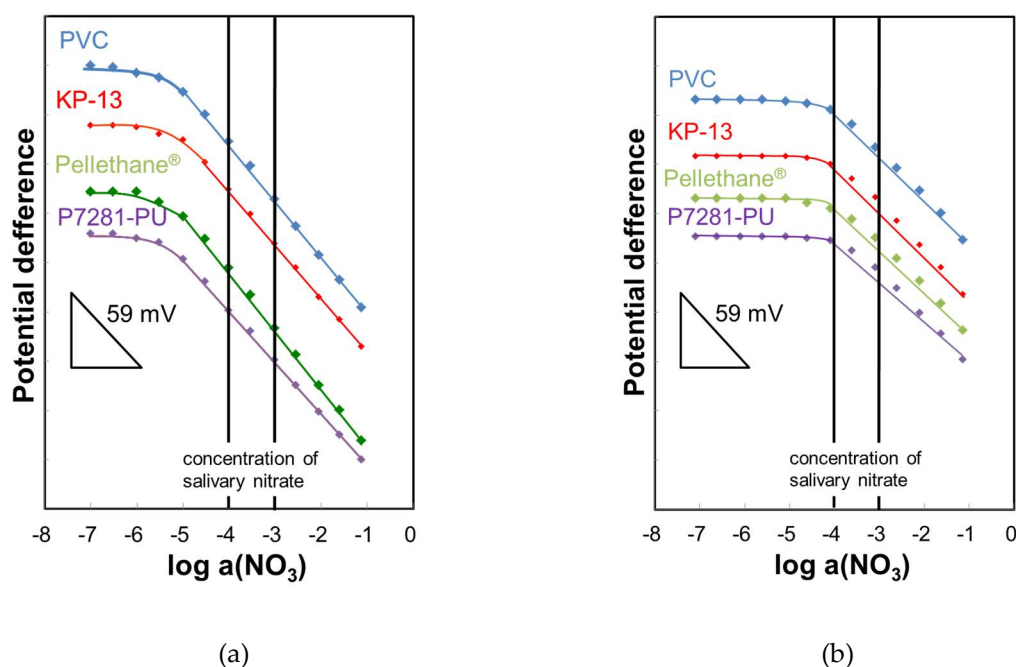 PVC
KP-13
Pellethane®
P7281-PU
59 mV
Potential defference
concentration of
salivary nitrate
-8 -7 -6 -5 -4 -3 -2 -1 0
log a(NO3)
(a)
PVC
KP-13
Pellethane®
P7281-PU
59 mV
Potential defference
concentration of
salivary nitrate
-8 -7 -6 -5 -4 -3 -2 -1 0
log a(NO3)
(b)